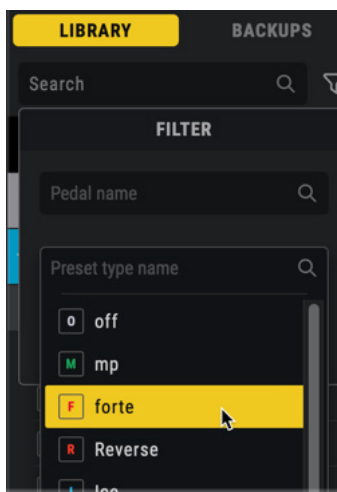 LIBRARY BACKUPS
Search
FILTER
Pedal name
Preset type name
O off
M mp
F forte
R Reverse